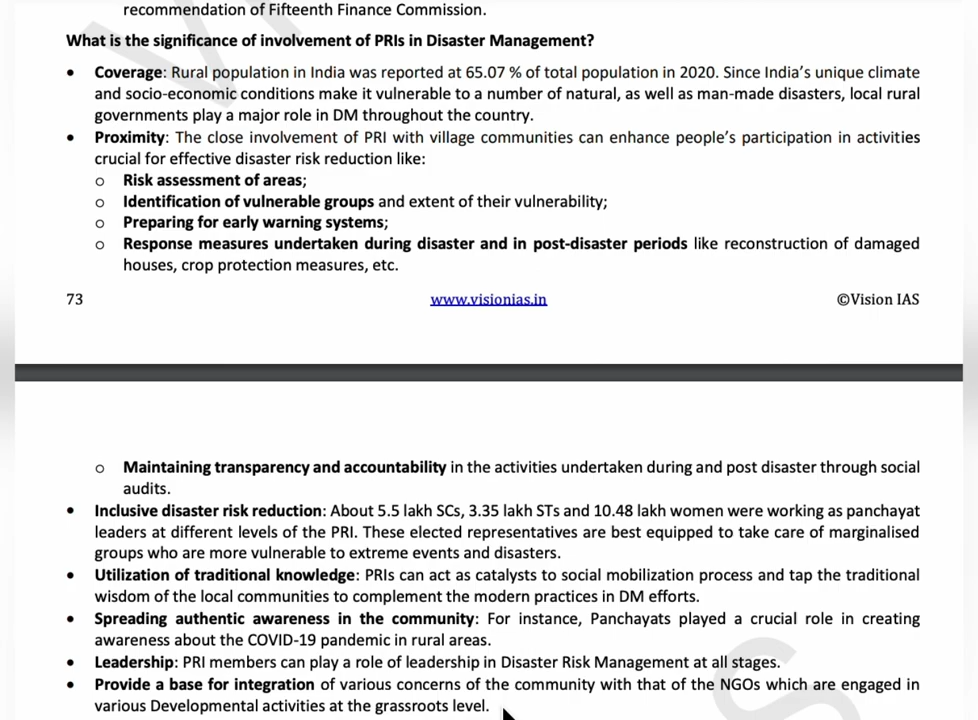 recommendation of Fifteenth Finance Commission.
What is the significance of involvement of PRIs in Disaster Management?
• Coverage: Rural population in India was reported at 65.07 % of total population in 2020. Since India's unique climate
and socio-economic conditions make it vulnerable to a number of natural, as well as man-made disasters, local rural
governments play a major role in DM throughout the country.
• Proximity: The close involvement of PRI with village communities can enhance people's participation in activities
crucial for effective disaster risk reduction like:
o Risk assessment of areas;
o Identification of vulnerable groups and extent of their vulnerability;
o Preparing for early warning systems;
o Response measures undertaken during disaster and in post-disaster periods like reconstruction of damaged
houses, crop protection measures, etc.
73 www.visionias.in ©Vision IAS
o Maintaining transparency and accountability in the activities undertaken during and post disaster through social
audits.
• Inclusive disaster risk reduction: About 5.5 lakh SCs, 3.35 lakh STs and 10.48 lakh women were working as panchayat
leaders at different levels of the PRI. These elected representatives are best equipped to take care of marginalised
groups who are more vulnerable to extreme events and disasters.
• Utilization of traditional knowledge: PRIs can act as catalysts to social mobilization process and tap the traditional
wisdom of the local communities to complement the modern practices in DM efforts.
• Spreading authentic awareness in the community: For instance, Panchayats played a crucial role in creating
awareness about the COVID-19 pandemic in rural areas.
• Leadership: PRI members can play a role of leadership in Disaster Risk Management at all stages.
• Provide a base for integration of various concerns of the community with that of the NGOs which are engaged in
various Developmental activities at the grassroots level.